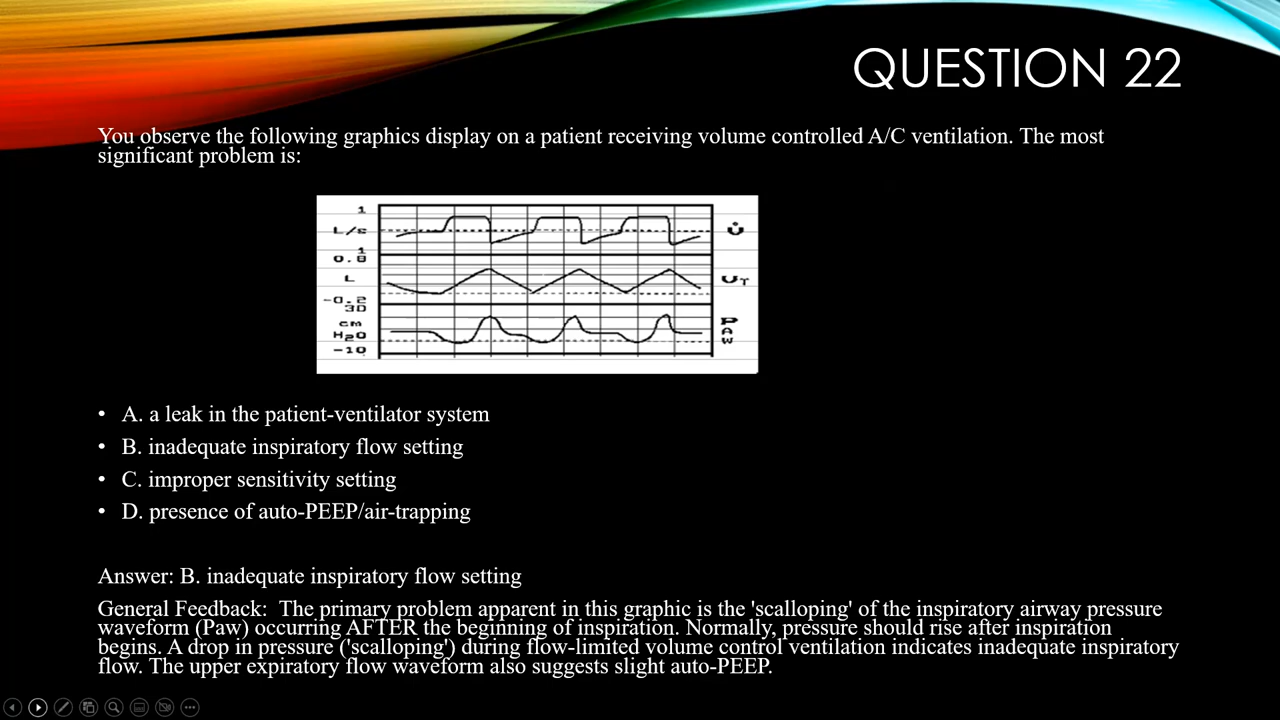 QUESTION 22
You observe the following graphics display on a patient receiving volume controlled A/C ventilation. The most
significant problem is:
1
L/s
1
0.8
L
-0.2
30
cm
H2O
-10
V̇
VT
PAW
• A. a leak in the patient-ventilator system
• B. inadequate inspiratory flow setting
• C. improper sensitivity setting
• D. presence of auto-PEEP/air-trapping
Answer: B. inadequate inspiratory flow setting
General Feedback:  The primary problem apparent in this graphic is the 'scalloping' of the inspiratory airway pressure
waveform (Paw) occurring AFTER the beginning of inspiration. Normally, pressure should rise after inspiration
begins. A drop in pressure ('scalloping') during flow-limited volume control ventilation indicates inadequate inspiratory
flow. The upper expiratory flow waveform also suggests slight auto-PEEP.